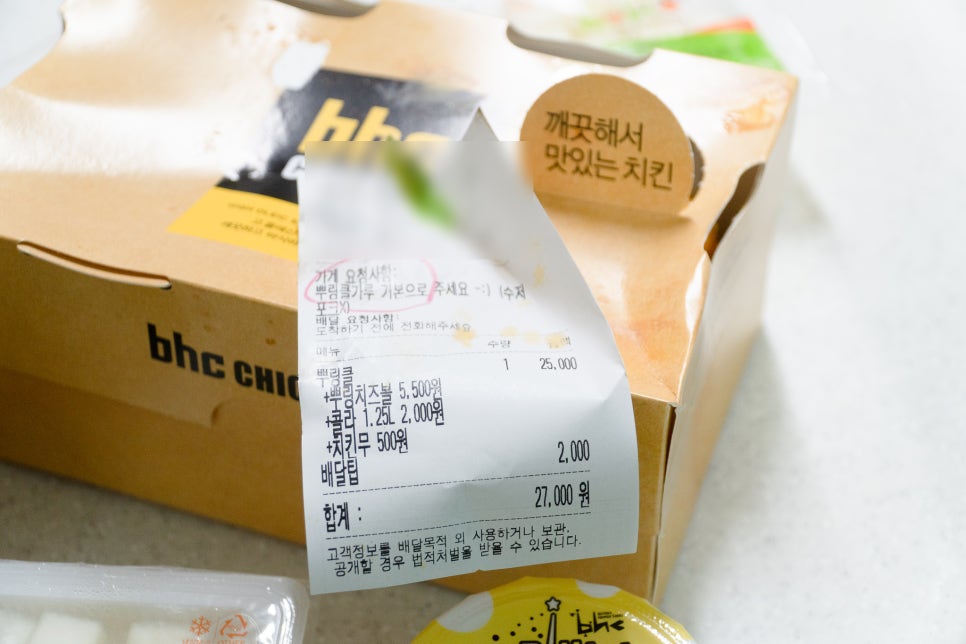 bhc
깨끗해서
맛있는 치킨
가게 요청사항:
뿌링클가루 기본으로 주세요 ~:) (수저
포크X)
배달 요청사항:
도착하기 전에 전화해주세요
메뉴 수량 금액
뿌링클 1 25,000
+뿌링치즈볼 5,500원
+콜라 1.25L 2,000원
+치킨무 500원
배달팁 2,000
합계 : 27,000 원
고객정보를 배달목적 외 사용하거나 보관,
공개할 경우 법적처벌을 받을 수 있습니다.
bhc CHIC
bhc